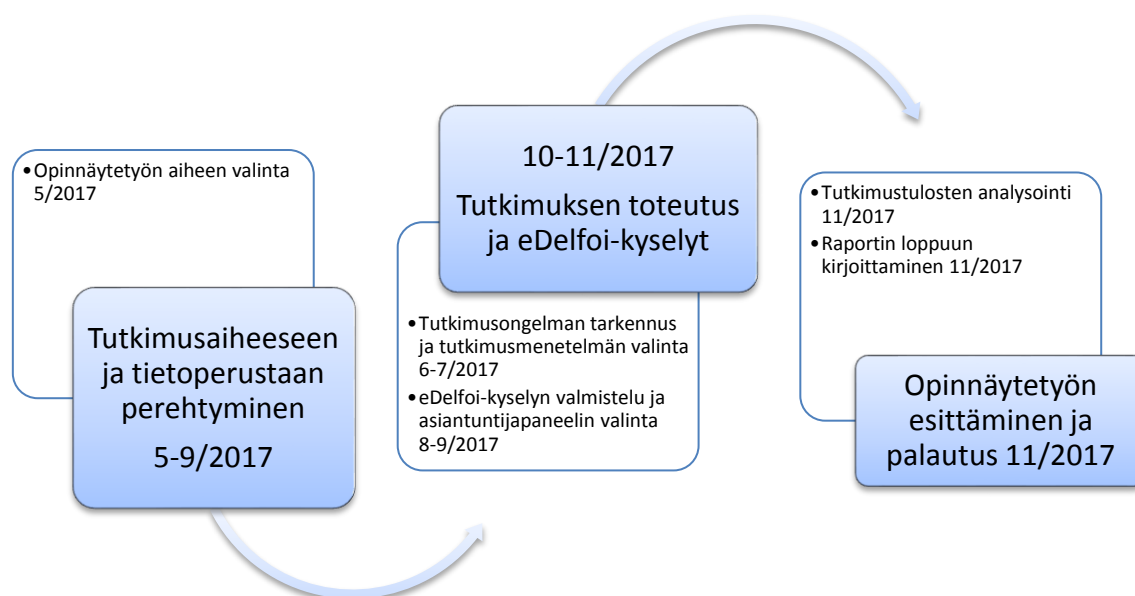 •Opinnäytetyön aiheen valinta
5/2017
Tutkimusaiheeseen
ja tietoperustaan
perehtyminen
5-9/2017
10-11/2017
Tutkimuksen toteutus
ja eDelfoi-kyselyt
•Tutkimusongelman tarkennus
ja tutkimusmenetelmän valinta
6-7/2017
•eDelfoi-kyselyn valmistelu ja
asiantuntijapaneelin valinta
8-9/2017
•Tutkimustulosten analysointi
11/2017
•Raportin loppuun
kirjoittaminen 11/2017
Opinnäytetyön
esittäminen ja
palautus 11/2017